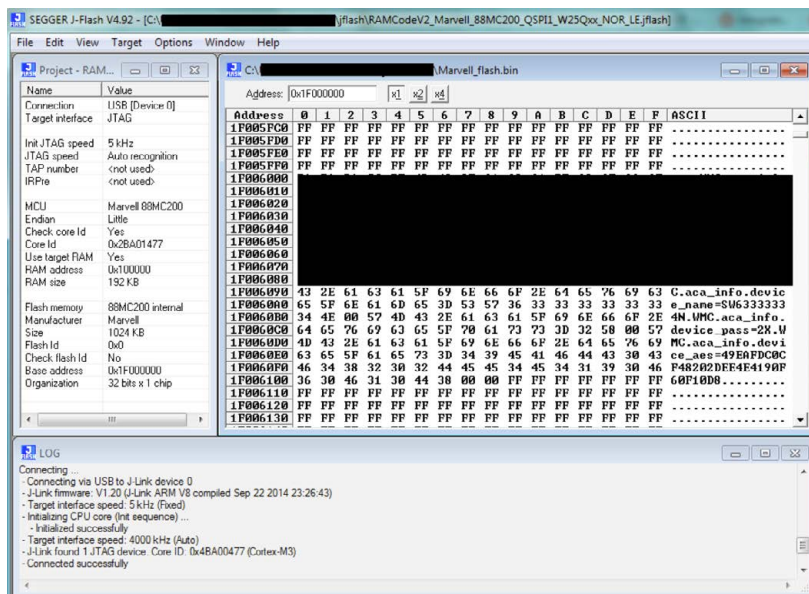 SEGGER J-Flash V4.92 - [C:\ \jflash\RAMCodeV2_Marvell_88MC200_QSPI1_W25Qxx_NOR_LE.jflash]
File Edit View Target Options Window Help
Project - RAM...
Name Value
Connection USB [Device 0]
Target interface JTAG
Init JTAG speed 5 kHz
JTAG speed Auto recognition
TAP number <not used>
IRPre <not used>
MCU Marvell 88MC200
Endian Little
Check core Id Yes
Core Id 0x2BA01477
Use target RAM Yes
RAM address 0x100000
RAM size 192 KB
Flash memory 88MC200 internal
Manufacturer Marvell
Size 1024 KB
Flash Id 0x0
Check flash Id No
Base address 0x1F000000
Organization 32 bits x 1 chip
C:\ \Marvell_flash.bin
Address: 0x1F000000 x1 x2 x4
Address 0 1 2 3 4 5 6 7 8 9 A B C D E F ASCII
1F005FC0 FF FF FF FF FF FF FF FF FF FF FF FF FF FF FF FF ................
1F005FD0 FF FF FF FF FF FF FF FF FF FF FF FF FF FF FF FF ................
1F005FE0 FF FF FF FF FF FF FF FF FF FF FF FF FF FF FF FF ................
1F005FF0 FF FF FF FF FF FF FF FF FF FF FF FF FF FF FF FF ................
1F006000
1F006010
1F006020
1F006030
1F006040
1F006050
1F006060
1F006070
1F006080
1F006090 43 2E 61 63 61 5F 69 6E 66 6F 2E 64 65 76 69 63 C.aca_info.devic
1F0060A0 65 5F 6E 61 6D 65 3D 53 57 36 33 33 33 33 33 33 e_name=SW6333333
1F0060B0 34 4E 00 57 4D 43 2E 61 63 61 5F 69 6E 66 6F 2E 4N.WMC.aca_info.
1F0060C0 64 65 76 69 63 65 5F 70 61 73 73 3D 32 58 00 57 device_pass=2X.W
1F0060D0 4D 43 2E 61 63 61 5F 69 6E 66 6F 2E 64 65 76 69 MC.aca_info.devi
1F0060E0 63 65 5F 61 65 73 3D 34 39 45 41 46 44 43 30 43 ce_aes=49EAFDC0C
1F0060F0 46 34 38 32 30 32 44 45 45 34 45 34 31 39 30 46 F48202DEE4E4190F
1F006100 36 30 46 31 30 44 38 00 00 FF FF FF FF FF FF FF 60F10D8.........
1F006110 FF FF FF FF FF FF FF FF FF FF FF FF FF FF FF FF ................
1F006120 FF FF FF FF FF FF FF FF FF FF FF FF FF FF FF FF ................
1F006130 FF FF FF FF FF FF FF FF FF FF FF FF FF FF FF FF ................
LOG
Connecting ...
- Connecting via USB to J-Link device 0
- J-Link firmware: V1.20 (J-Link ARM V8 compiled Sep 22 2014 23:26:43)
- Target interface speed: 5 kHz (Fixed)
- Initializing CPU core (Init sequence) ...
- Initialized successfully
- Target interface speed: 4000 kHz (Auto)
- J-Link found 1 JTAG device. Core ID: 0x4BA00477 (Cortex-M3)
- Connected successfully